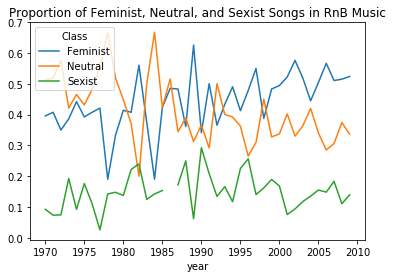 Proportion of Feminist, Neutral, and Sexist Songs in RnB Music
0.7
0.6
0.5
0.4
0.3
0.2
0.1
0.0
Class
Feminist
Neutral
Sexist
1970 1975 1980 1985 1990 1995 2000 2005 2010
year